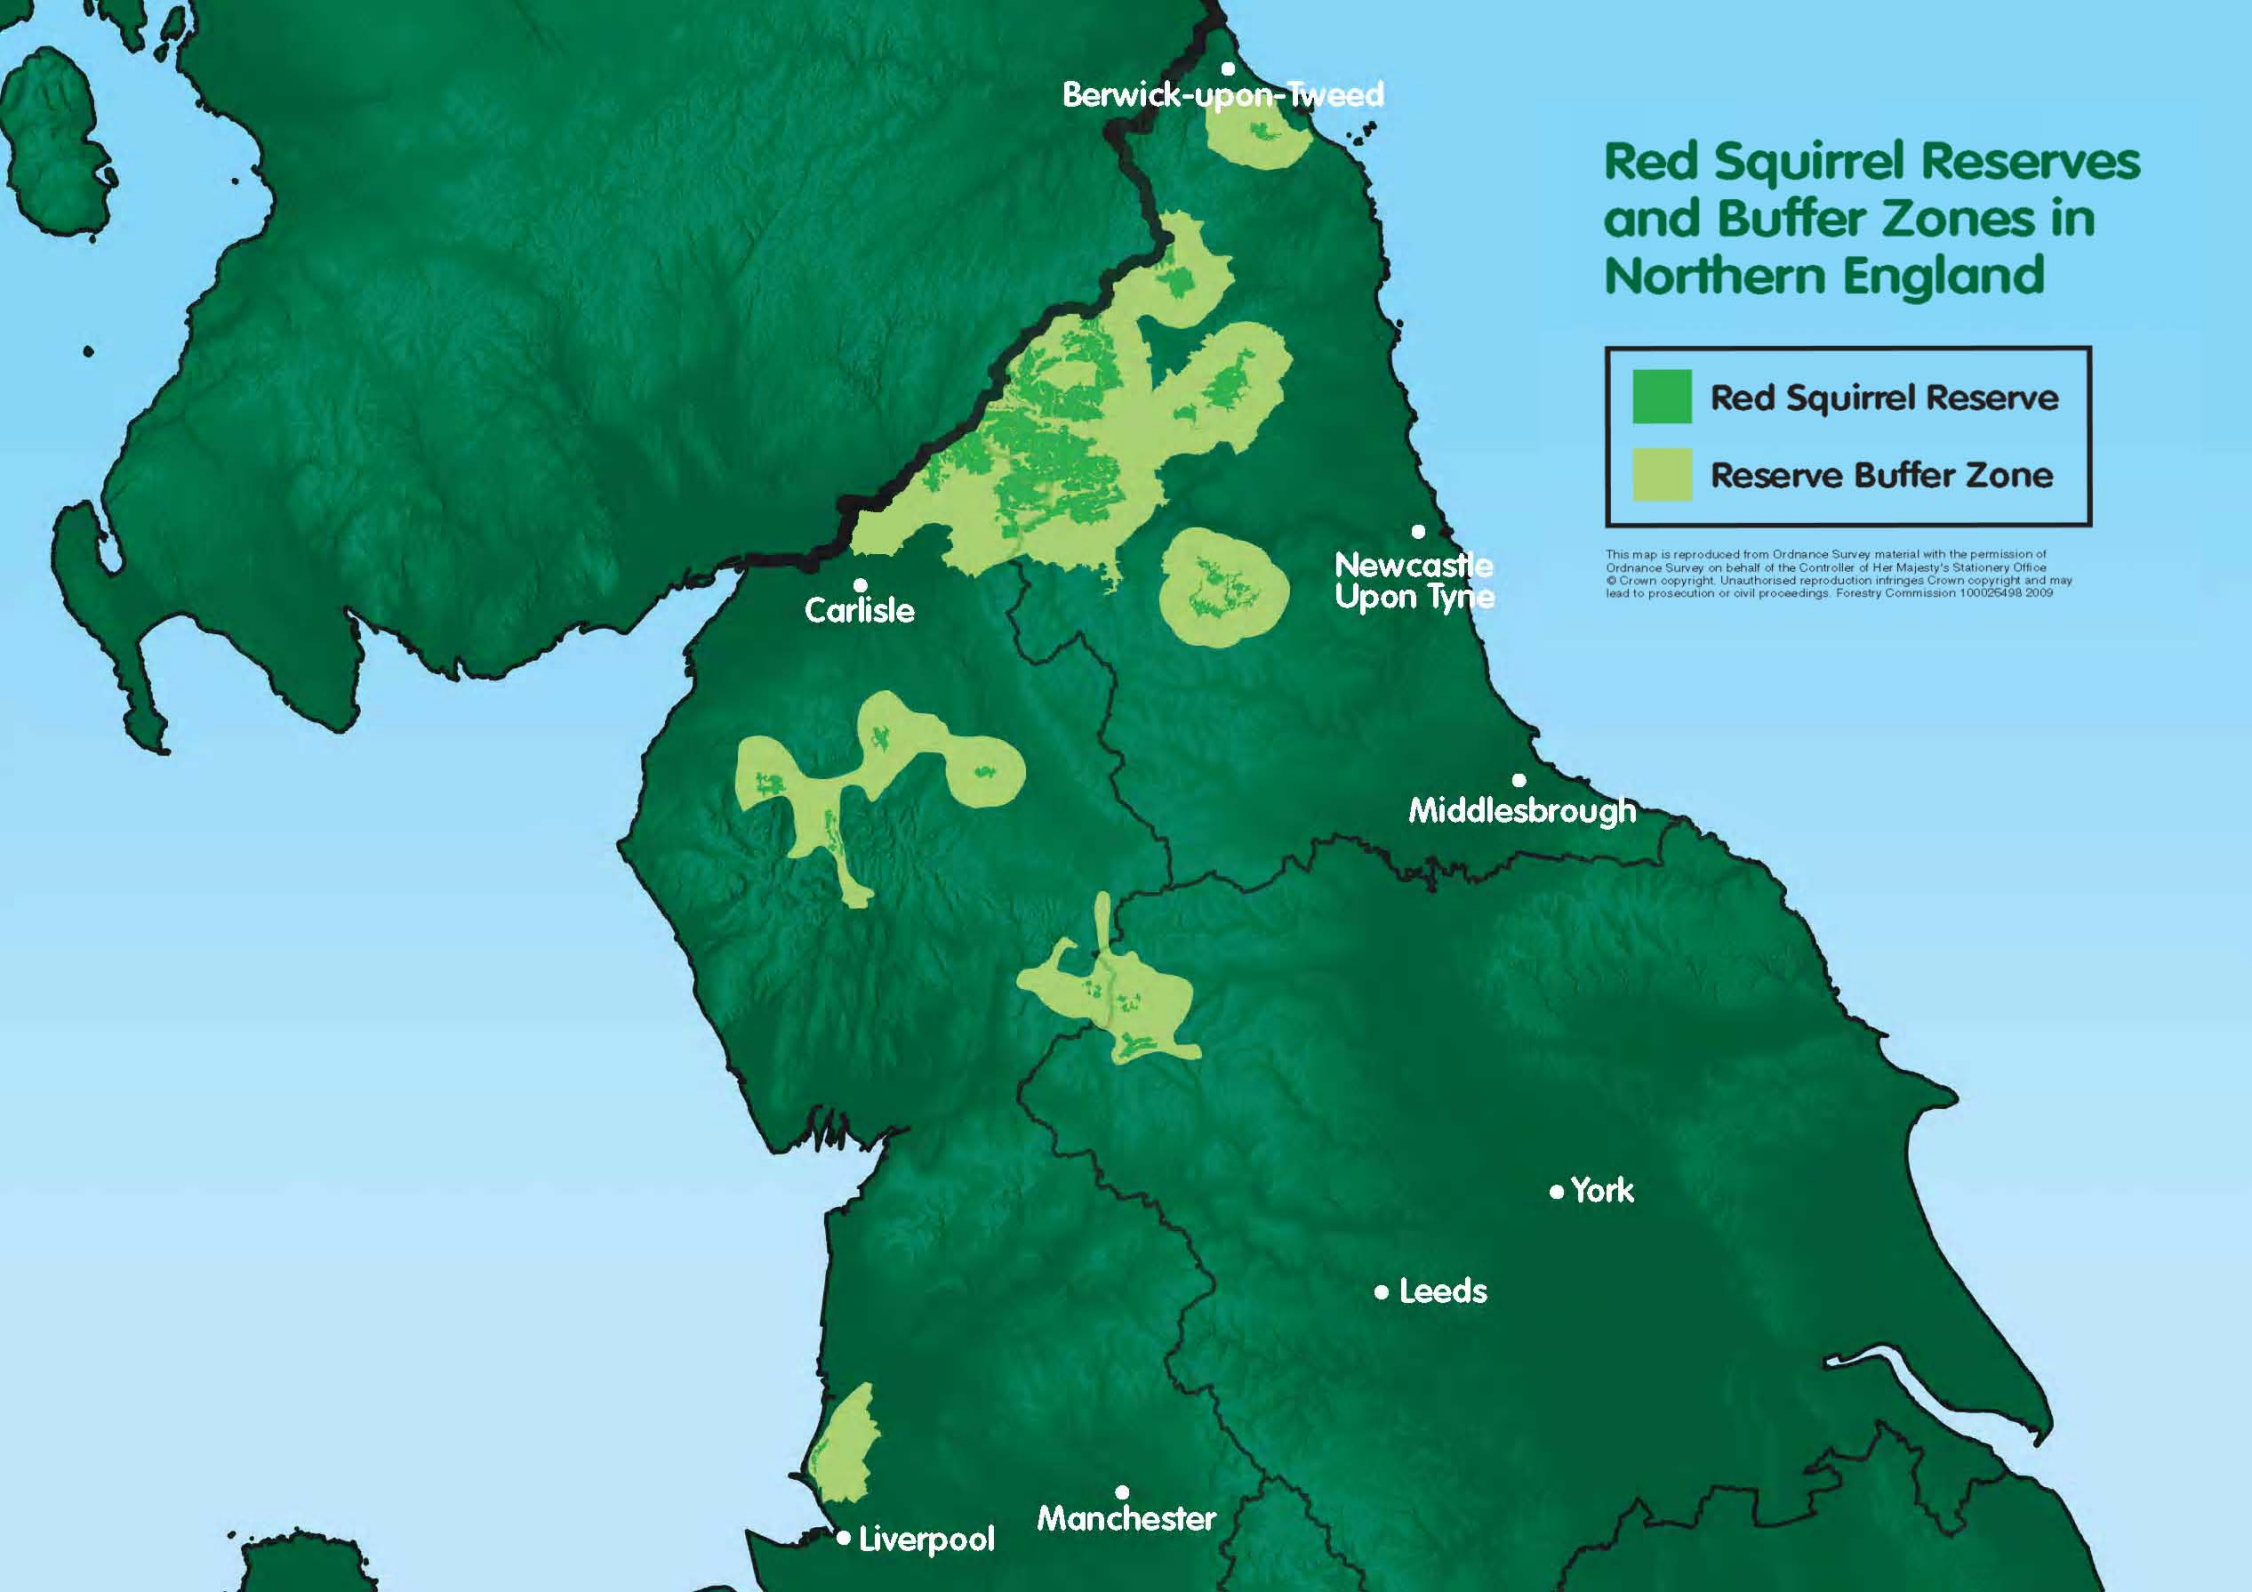 Berwick-upon-Tweed
Red Squirrel Reserves
and Buffer Zones in
Northern England
Red Squirrel Reserve
Reserve Buffer Zone
This map is reproduced from Ordnance Survey material with the permission of
Ordnance Survey on behalf of the Controller of Her Majesty's Stationery Office
© Crown copyright. Unauthorised reproduction infringes Crown copyright and may
lead to prosecution or civil proceedings. Forestry Commission 100025498 2009
Newcastle
Upon Tyne
Carlisle
Middlesbrough
York
Leeds
Manchester
Liverpool